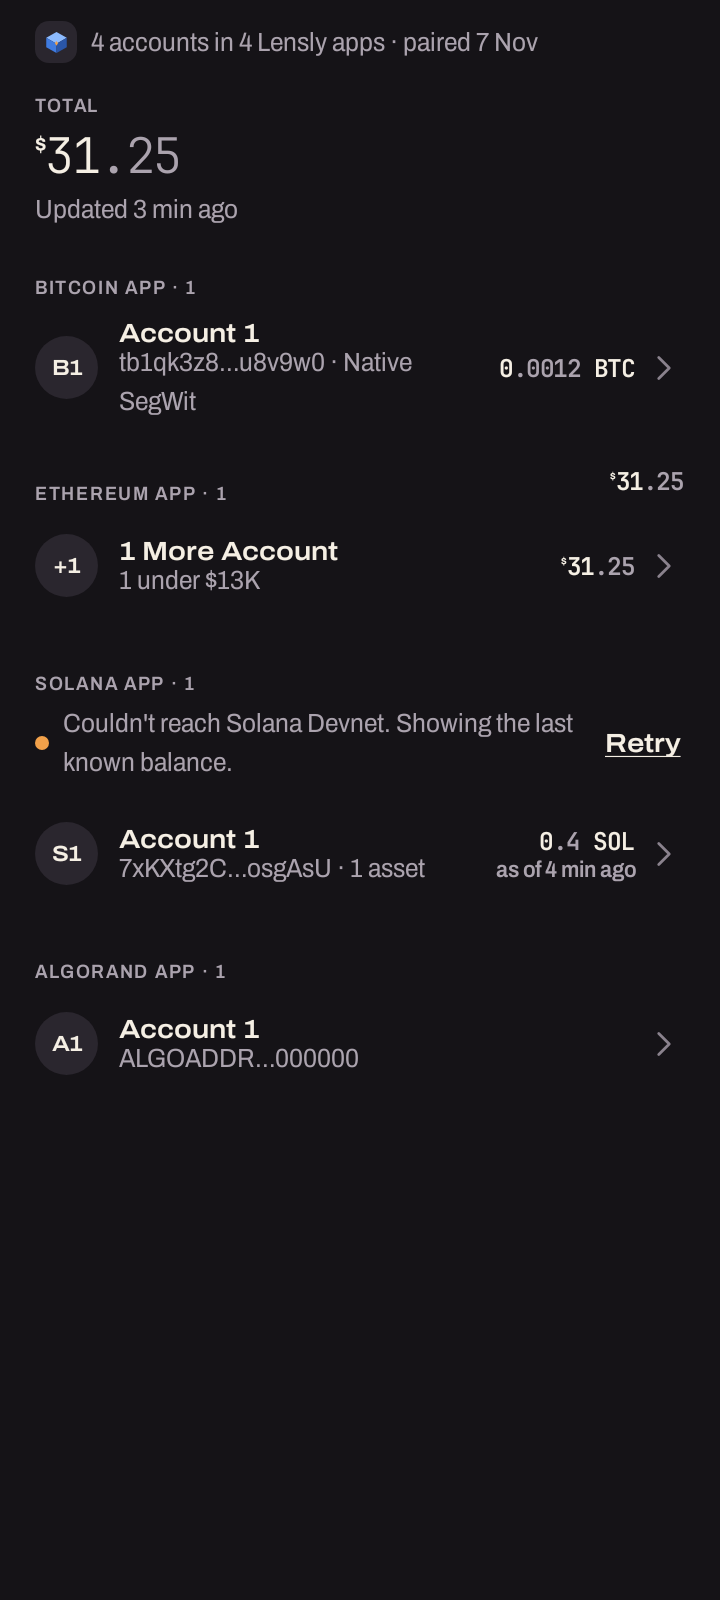 4 accounts in 4 Lensly apps · paired 7 Nov
TOTAL
$31.25
Updated 3 min ago
BITCOIN APP · 1
B1
Account 1
tb1qk3z8…u8v9w0 · Native
SegWit
0.0012 BTC
ETHEREUM APP · 1
$31.25
+1
1 More Account
1 under $13K
$31.25
SOLANA APP · 1
Couldn't reach Solana Devnet. Showing the last
known balance.
Retry
S1
Account 1
7xKXtg2C…osgAsU · 1 asset
0.4 SOL
as of 4 min ago
ALGORAND APP · 1
A1
Account 1
ALGOADDR…000000